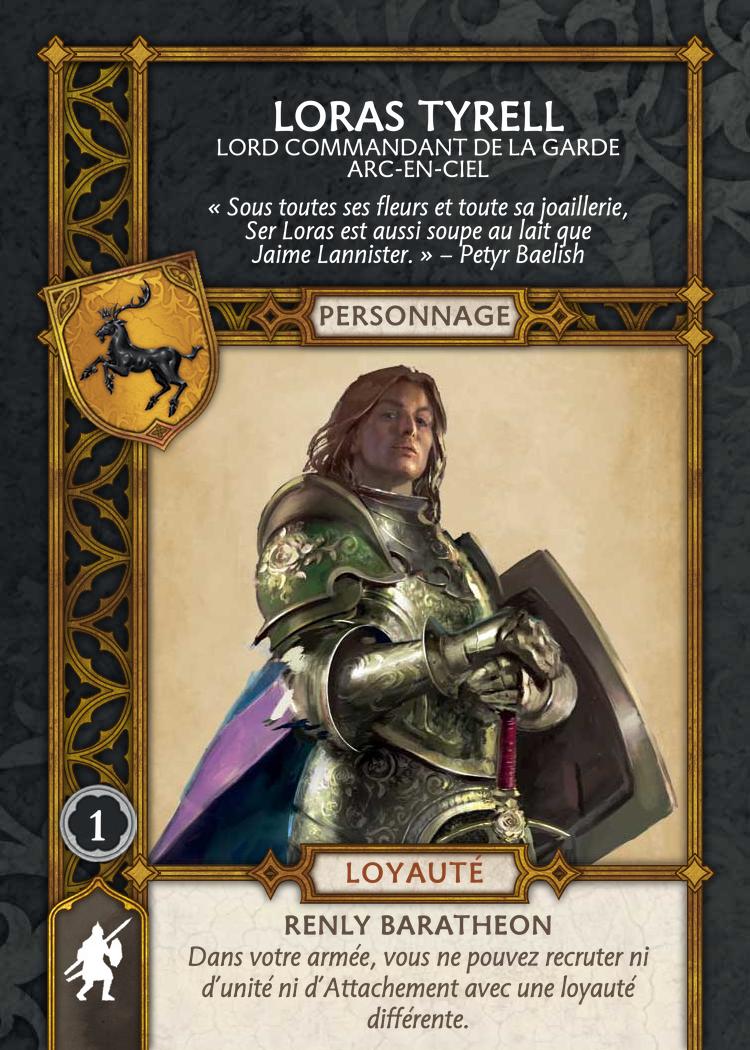 LORAS TYRELL
LORD COMMANDANT DE LA GARDE
ARC-EN-CIEL
« Sous toutes ses fleurs et toute sa joaillerie,
Ser Loras est aussi soupe au lait que
Jaime Lannister. » – Petyr Baelish
PERSONNAGE
1
LOYAUTÉ
RENLY BARATHEON
Dans votre armée, vous ne pouvez recruter ni
d'unité ni d'Attachement avec une loyauté
différente.